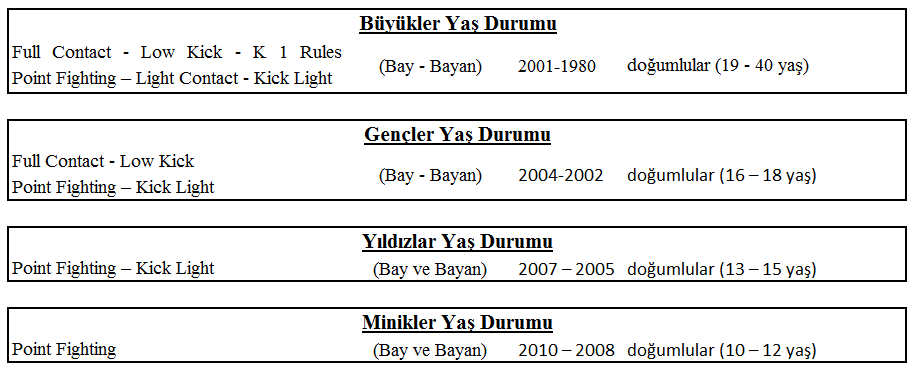 Büyükler Yaş Durumu
Full Contact - Low Kick - K 1 Rules
Point Fighting – Light Contact - Kick Light
(Bay - Bayan) 2001-1980 doğumlular (19 - 40 yaş)
Gençler Yaş Durumu
Full Contact - Low Kick
Point Fighting – Kick Light
(Bay - Bayan) 2004-2002 doğumlular (16 – 18 yaş)
Yıldızlar Yaş Durumu
Point Fighting – Kick Light (Bay ve Bayan) 2007 – 2005 doğumlular (13 – 15 yaş)
Minikler Yaş Durumu
Point Fighting (Bay ve Bayan) 2010 – 2008 doğumlular (10 – 12 yaş)